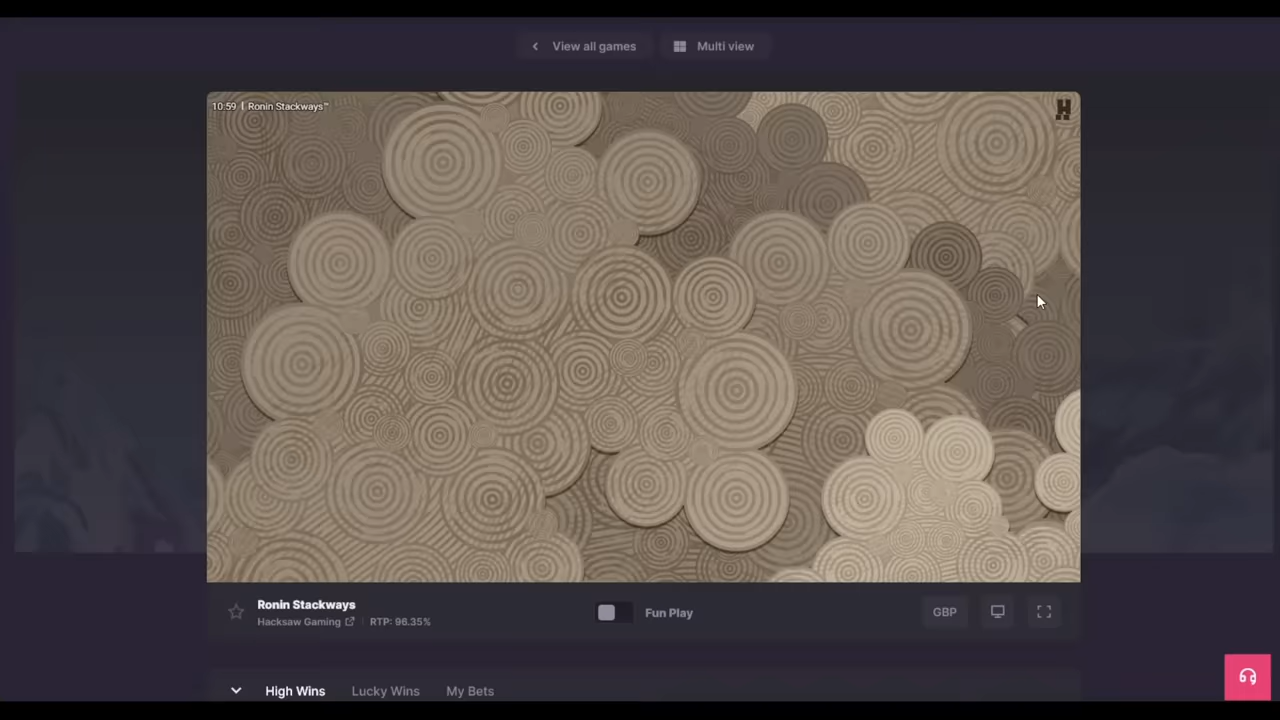 View all games
Multi view
10:59 | Ronin Stackways™
Ronin Stackways
Hacksaw Gaming
RTP: 96.35%
Fun Play
GBP
High Wins
Lucky Wins
My Bets